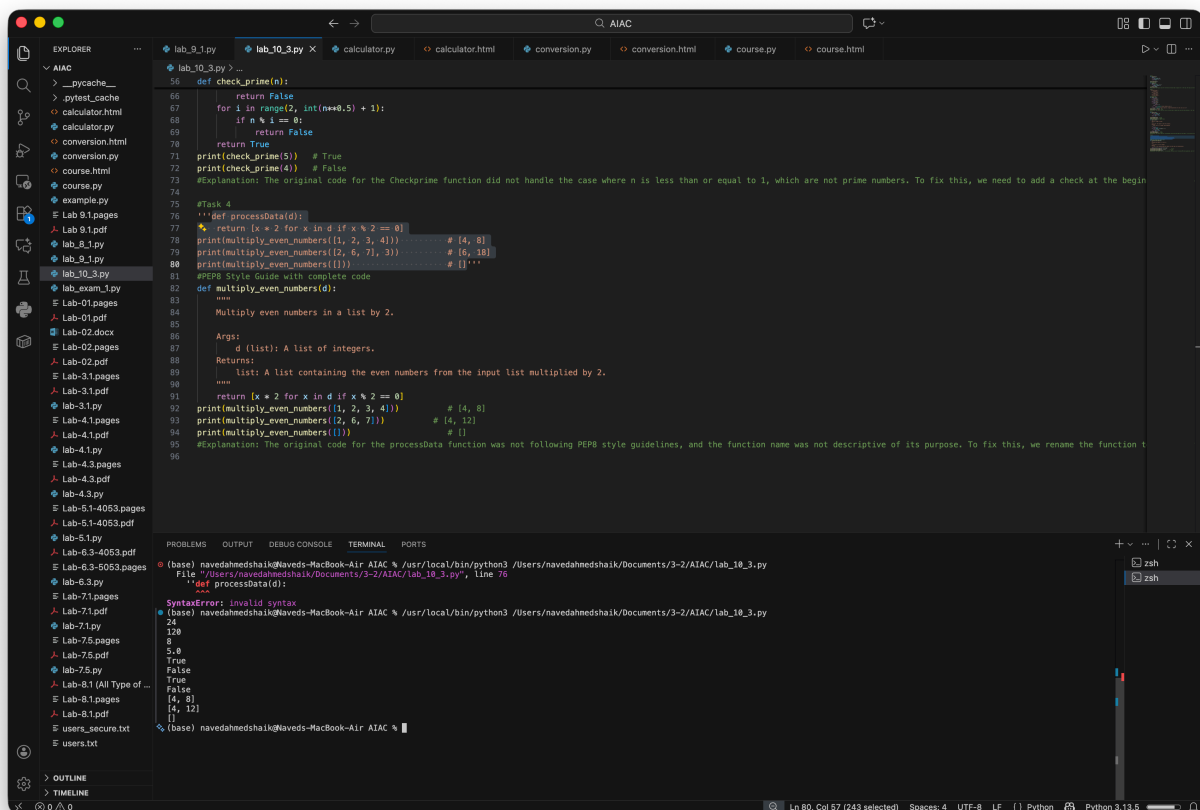 AIAC
EXPLORER
lab_9_1.py
lab_10_3.py
calculator.py
calculator.html
conversion.py
conversion.html
course.py
course.html
AIAC
__pycache__
.pytest_cache
calculator.html
calculator.py
conversion.html
conversion.py
course.html
course.py
example.py
Lab 9.1.pages
Lab 9.1.pdf
lab_8_1.py
lab_9_1.py
lab_10_3.py
lab_exam_1.py
Lab-01.pages
Lab-01.pdf
Lab-02.docx
Lab-02.pages
Lab-02.pdf
Lab-3.1.pages
Lab-3.1.pdf
lab-3.1.py
Lab-4.1.pages
Lab-4.1.pdf
lab-4.1.py
Lab-4.3.pages
Lab-4.3.pdf
lab-4.3.py
Lab-5.1-4053.pages
Lab-5.1-4053.pdf
lab-5.1.py
Lab-6.3-4053.pdf
Lab-6.3-5053.pages
lab-6.3.py
Lab-7.1.pages
Lab-7.1.pdf
lab-7.1.py
Lab-7.5.pages
Lab-7.5.pdf
lab-7.5.py
Lab-8.1 (All Type of ...
Lab-8.1.pages
Lab-8.1.pdf
users_secure.txt
users.txt
OUTLINE
TIMELINE
1
lab_10_3.py > ...
56 def check_prime(n):
66 return False
67 for i in range(2, int(n**0.5) + 1):
68 if n % i == 0:
69 return False
70 return True
71 print(check_prime(5)) # True
72 print(check_prime(4)) # False
73 #Explanation: The original code for the Checkprime function did not handle the case where n is less than or equal to 1, which are not prime numbers. To fix this, we need to add a check at the begin
74
75 #Task 4
76 '''def processData(d):
77 return [x * 2 for x in d if x % 2 == 0]
78 print(multiply_even_numbers([1, 2, 3, 4])) # [4, 8]
79 print(multiply_even_numbers([2, 6, 7], 3)) # [6, 18]
80 print(multiply_even_numbers([])) # []'''
81 #PEP8 Style Guide with complete code
82 def multiply_even_numbers(d):
83 """
84 Multiply even numbers in a list by 2.
85
86 Args:
87 d (list): A list of integers.
88 Returns:
89 list: A list containing the even numbers from the input list multiplied by 2.
90 """
91 return [x * 2 for x in d if x % 2 == 0]
92 print(multiply_even_numbers([1, 2, 3, 4])) # [4, 8]
93 print(multiply_even_numbers([2, 6, 7])) # [4, 12]
94 print(multiply_even_numbers([])) # []
95 #Explanation: The original code for the processData function was not following PEP8 style guidelines, and the function name was not descriptive of its purpose. To fix this, we rename the function t
96
PROBLEMS OUTPUT DEBUG CONSOLE TERMINAL PORTS
(base) navedahmedshaik@Naveds-MacBook-Air AIAC % /usr/local/bin/python3 /Users/navedahmedshaik/Documents/3-2/AIAC/lab_10_3.py
File "/Users/navedahmedshaik/Documents/3-2/AIAC/lab_10_3.py", line 76
''def processData(d):
^^^
SyntaxError: invalid syntax
(base) navedahmedshaik@Naveds-MacBook-Air AIAC % /usr/local/bin/python3 /Users/navedahmedshaik/Documents/3-2/AIAC/lab_10_3.py
24
120
8
5.0
True
False
True
False
[4, 8]
[4, 12]
[]
(base) navedahmedshaik@Naveds-MacBook-Air AIAC %
zsh
zsh
0 0
Ln 80, Col 57 (243 selected) Spaces: 4 UTF-8 LF { } Python Python 3.13.5